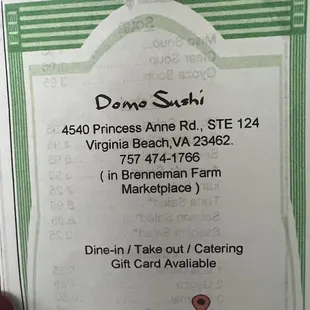 Domo Sushi
4540 Princess Anne Rd., STE 124
Virginia Beach,VA 23462.
757 474-1766
( in Brenneman Farm
Marketplace )
Dine-in / Take out / Catering
Gift Card Avaliable